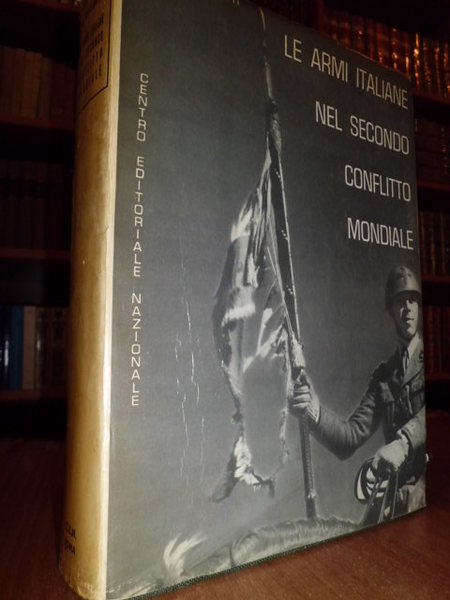 LE ARMI ITALIANE
NEL SECONDO
CONFLITTO
MONDIALE
CENTRO EDITORIALE NAZIONALE